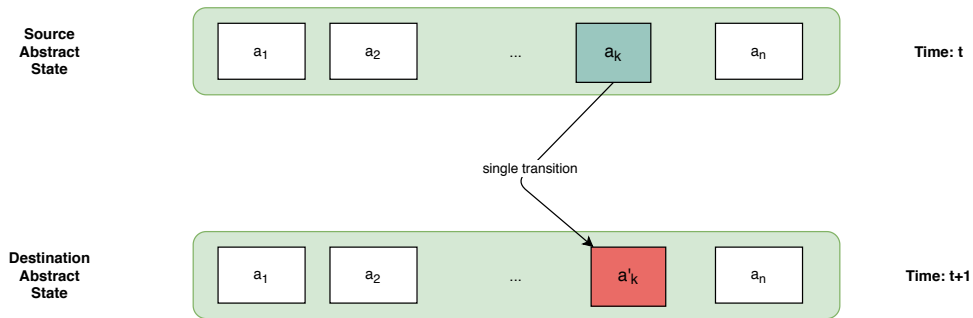 Source
Abstract
State
a₁
a₂
...
aₖ
aₙ
Time: t
single transition
Destination
Abstract
State
a₁
a₂
...
a'ₖ
aₙ
Time: t+1